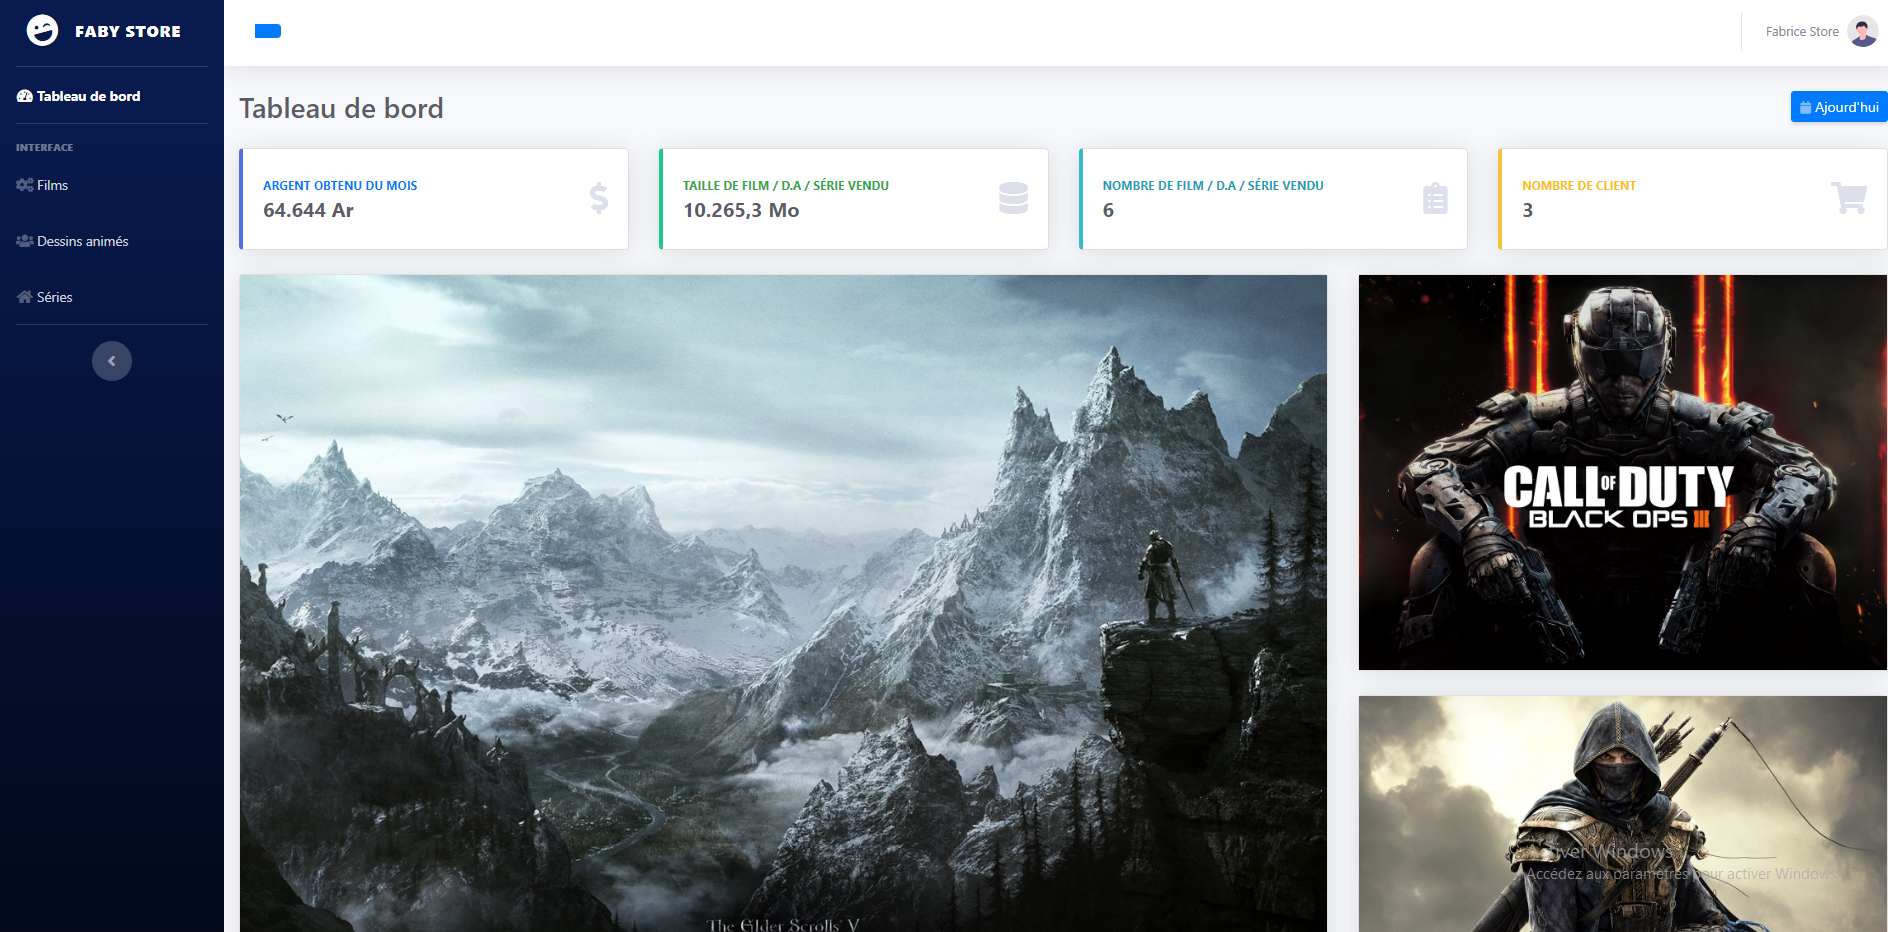 FABY STORE
Fabrice Store
Tableau de bord
INTERFACE
Films
Dessins animés
Séries
Tableau de bord
Ajourd'hui
ARGENT OBTENU DU MOIS
64.644 Ar
TAILLE DE FILM / D.A / SÉRIE VENDU
10.265,3 Mo
NOMBRE DE FILM / D.A / SÉRIE VENDU
6
NOMBRE DE CLIENT
3
CALL OF DUTY
BLACK OPS III
The Elder Scrolls V
Windows
Accédez aux paramètres pour activer Windows.